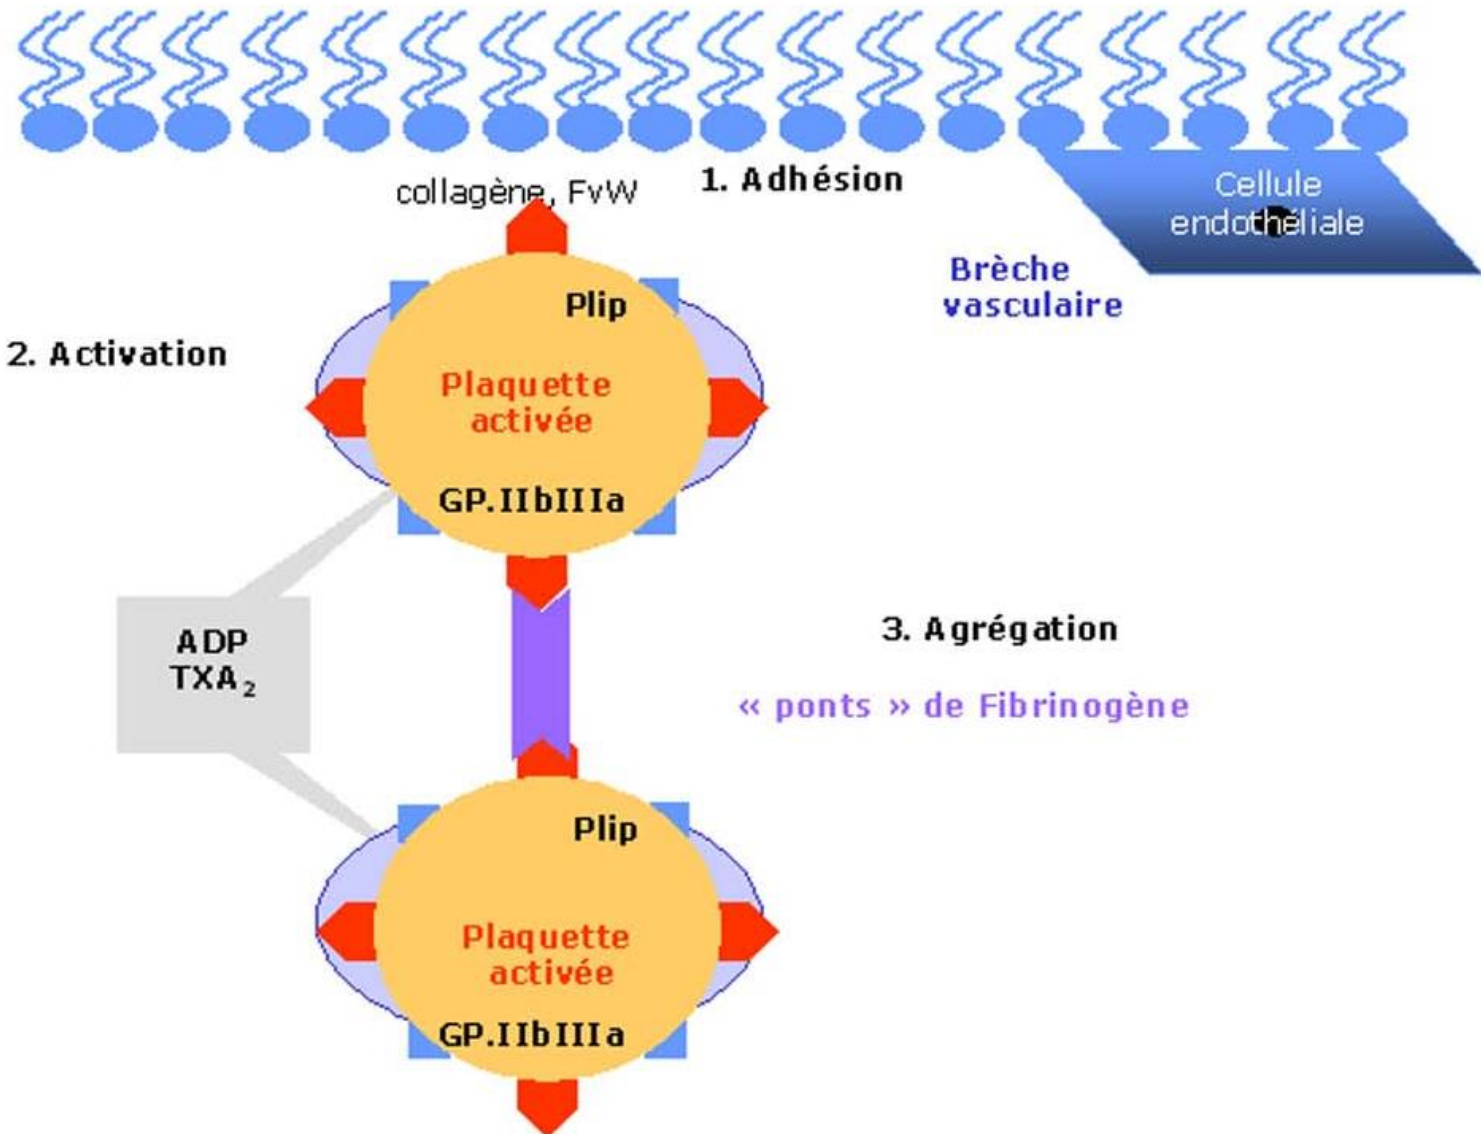 collagène, FvW
1. Adhésion
Cellule
endothéliale
Brèche
vasculaire
Plip
2. Activation
Plaquette
activée
GP.IIbIIIa
ADP
TXA₂
3. Agrégation
« ponts » de Fibrinogène
Plip
Plaquette
activée
GP.IIbIIIa